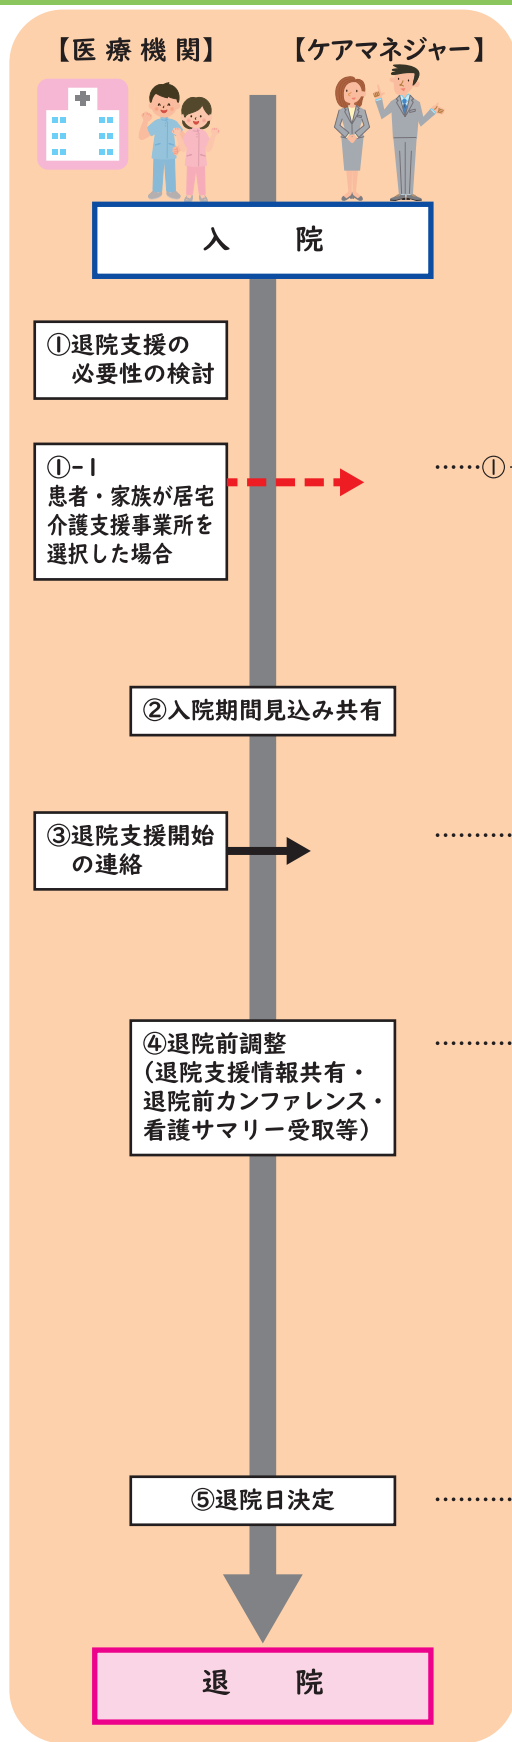 【医療機関】
【ケアマネジャー】
入　院
①退院支援の
必要性の検討
①-1
患者・家族が居宅
介護支援事業所を
選択した場合
……①-
②入院期間見込み共有
③退院支援開始
の連絡
④退院前調整
（退院支援情報共有・
退院前カンファレンス・
看護サマリー受取等）
⑤退院日決定
退　院